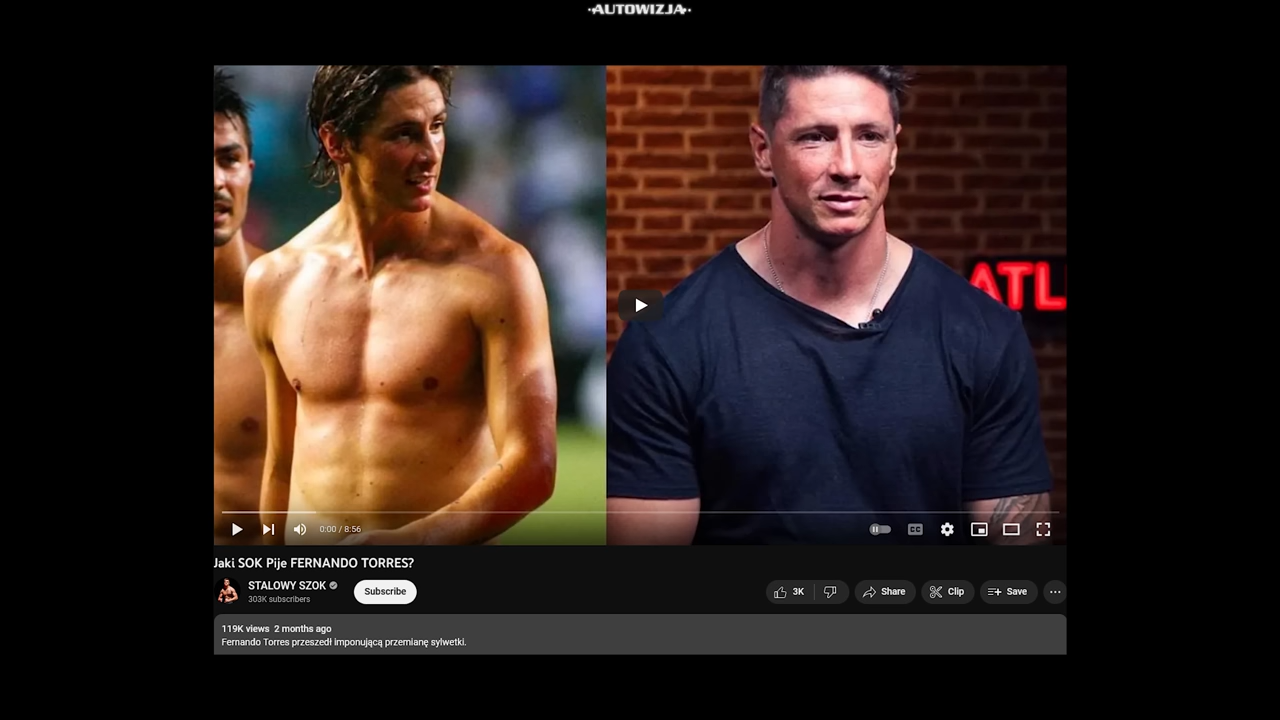 ·AUTOWIZJA·
ATL
0:00 / 8:56
CC
Jaki SOK Pije FERNANDO TORRES?
STALOWY SZOK
303K subscribers
Subscribe
3K
Share
Clip
Save
119K views 2 months ago
Fernando Torres przeszedł imponującą przemianę sylwetki.